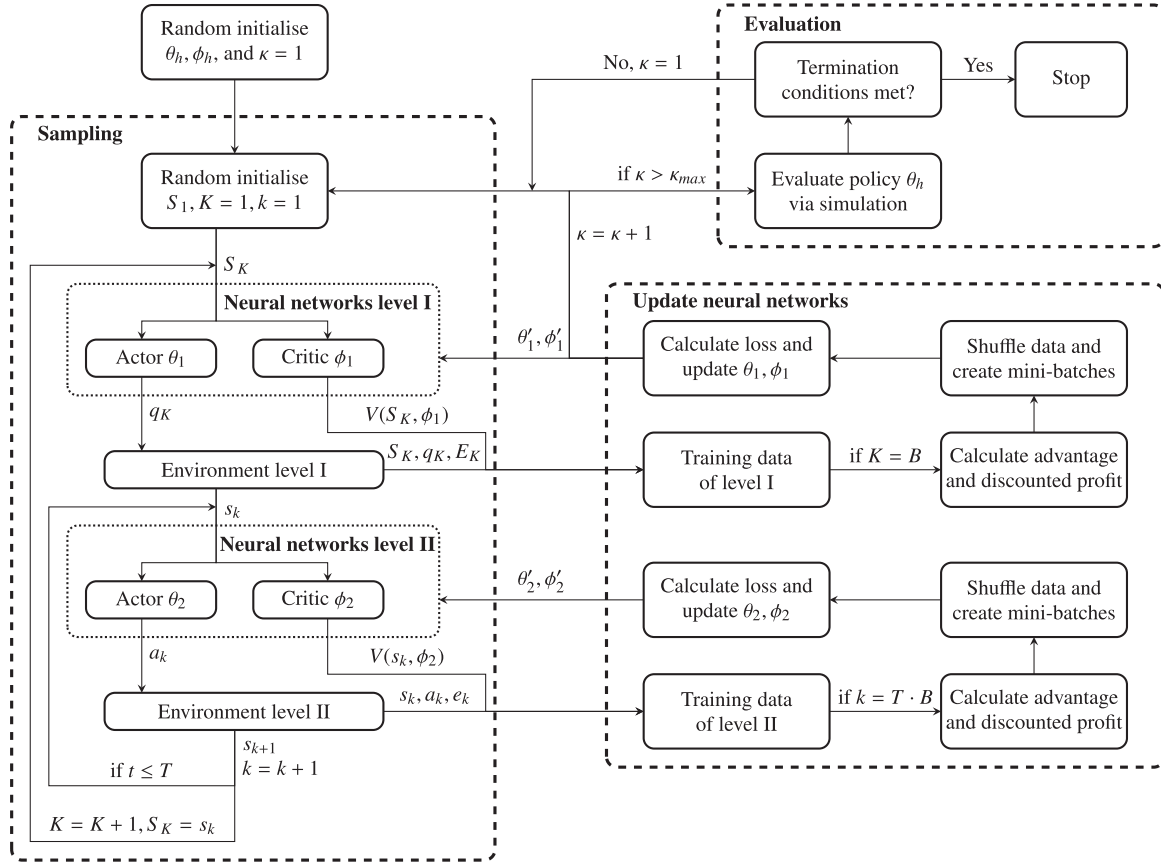 Random initialise
θ_h, ϕ_h, and κ = 1
Sampling
Random initialise
S_1, K = 1, k = 1
S_K
Neural networks level I
Actor θ_1
Critic ϕ_1
q_K
V(S_K, ϕ_1)
S_K, q_K, E_K
Environment level I
s_k
Neural networks level II
Actor θ_2
Critic ϕ_2
a_k
V(s_k, ϕ_2)
s_k, a_k, e_k
Environment level II
s_{k+1}
k = k + 1
if t ≤ T
K = K + 1, S_K = s_k
Evaluation
No, κ = 1
Termination
conditions met?
Yes
Stop
if κ > κ_{max}
Evaluate policy θ_h
via simulation
κ = κ + 1
Update neural networks
θ′_1, ϕ′_1
Calculate loss and
update θ_1, ϕ_1
Shuffle data and
create mini-batches
Training data
of level I
if K = B
Calculate advantage
and discounted profit
θ′_2, ϕ′_2
Calculate loss and
update θ_2, ϕ_2
Shuffle data and
create mini-batches
Training data
of level II
if k = T · B
Calculate advantage
and discounted profit